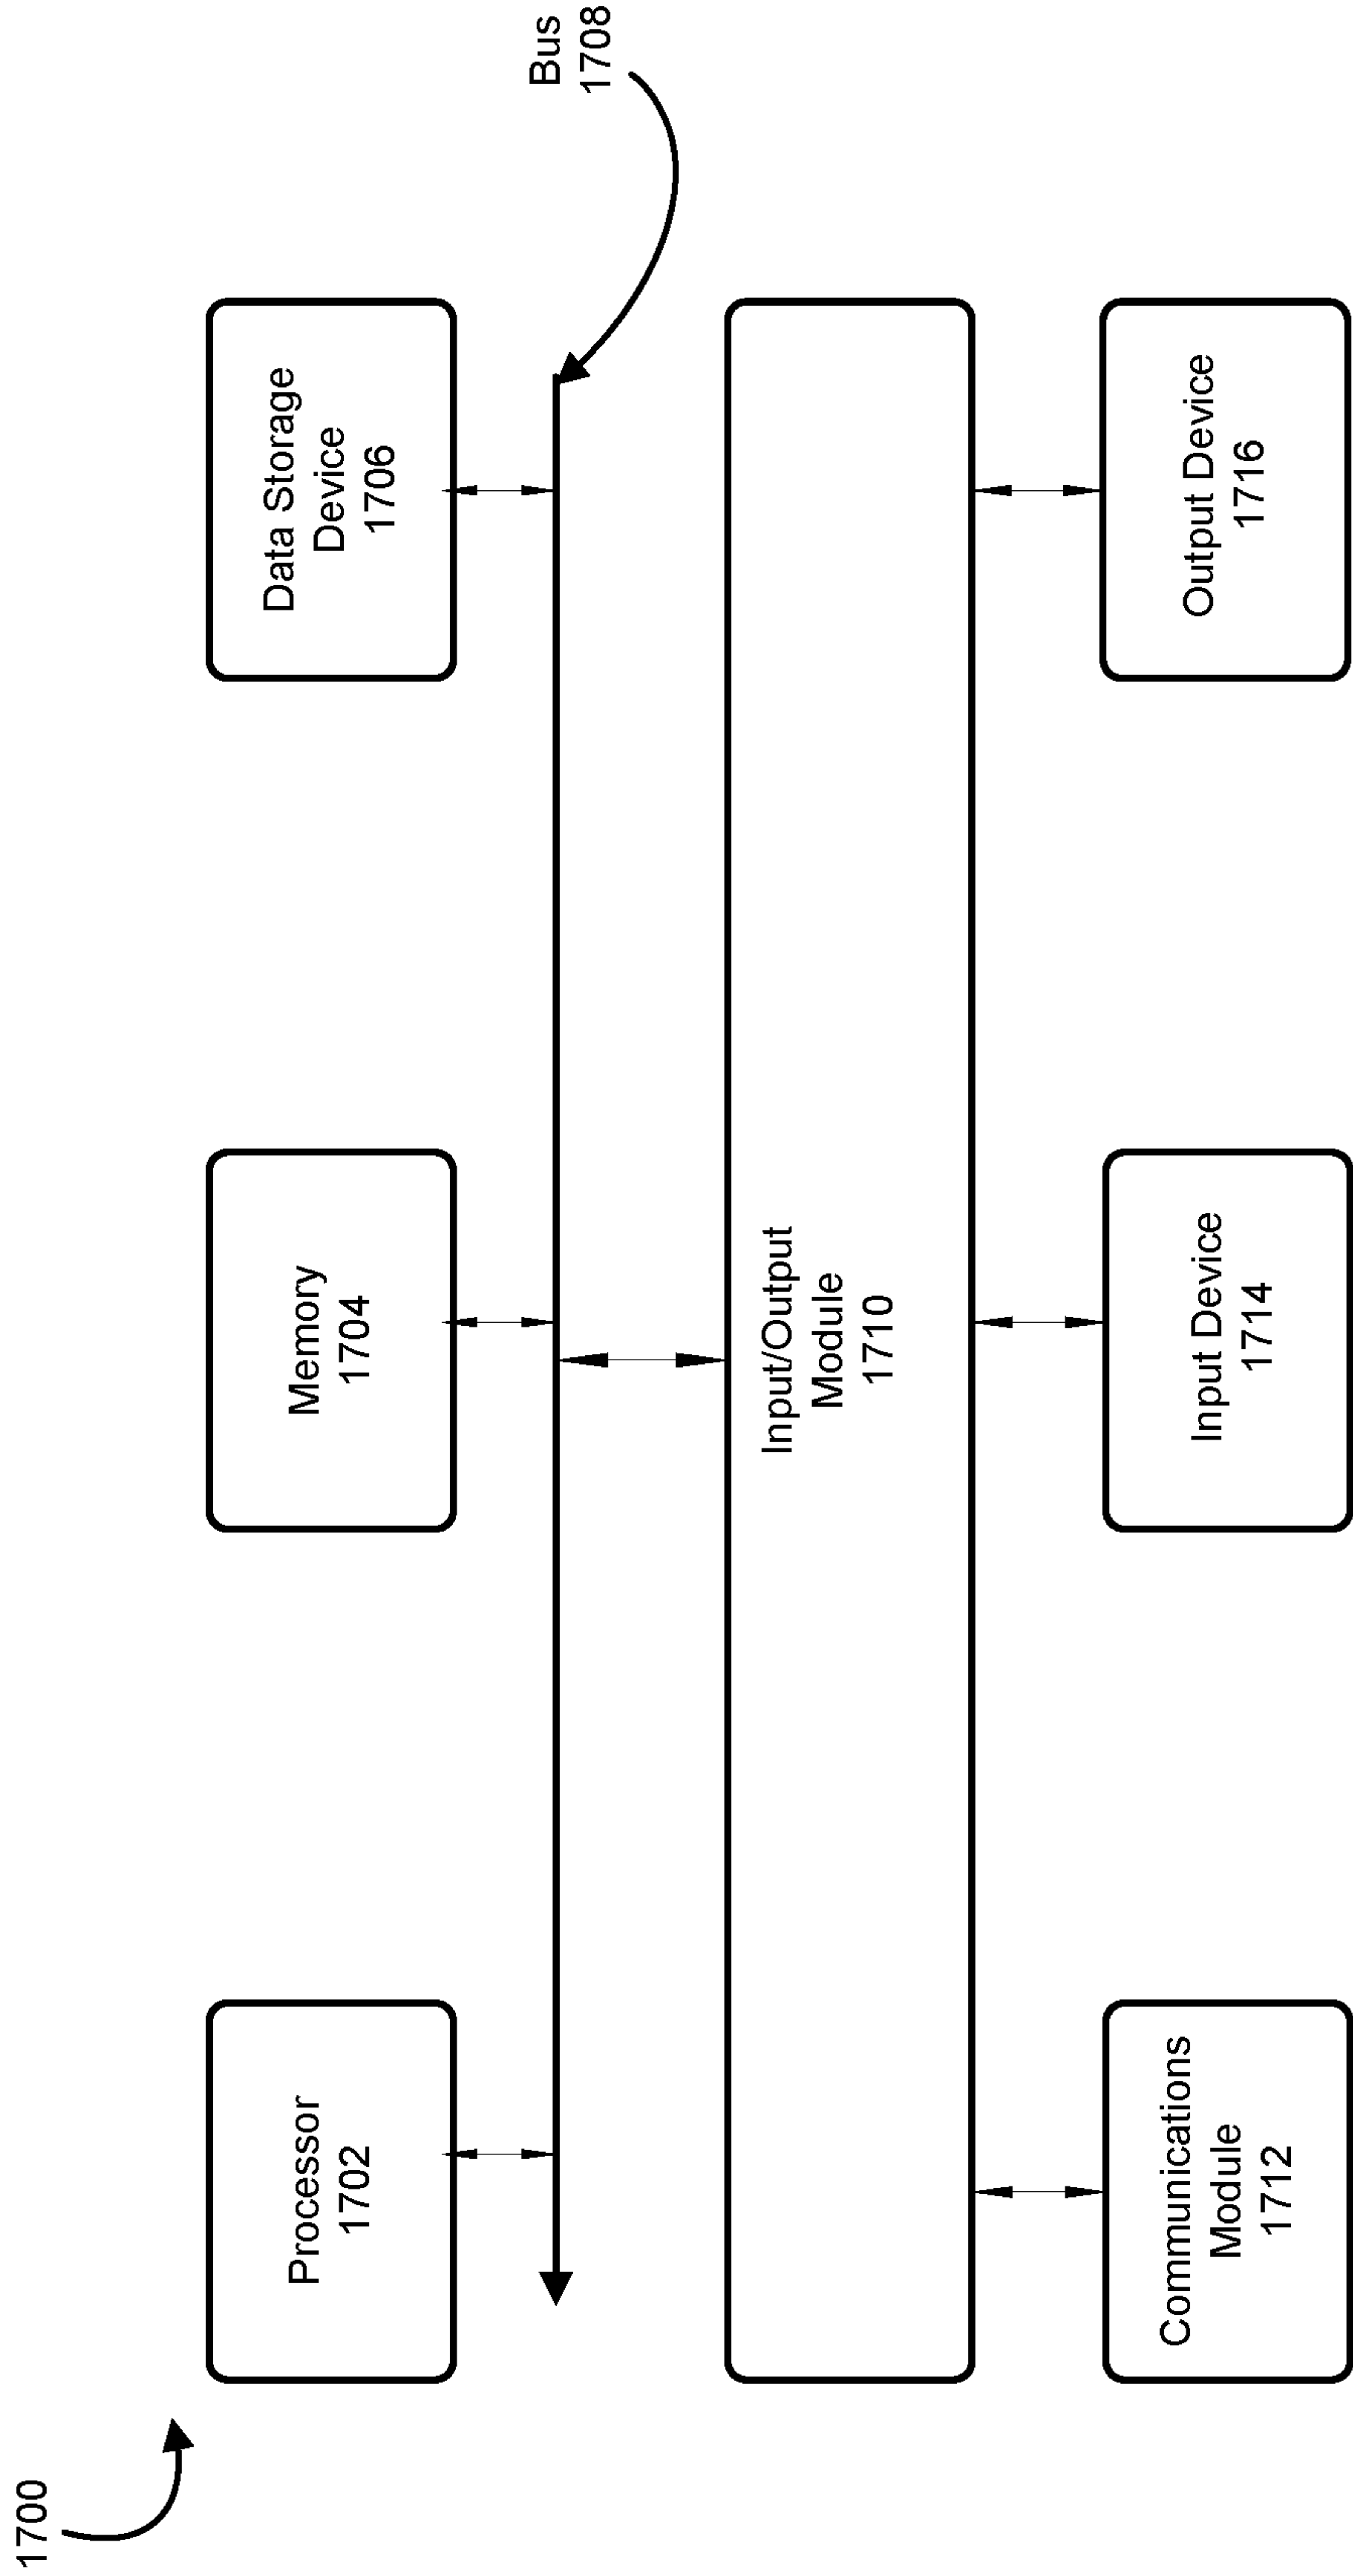 1700
Processor
1702
Memory
1704
Data Storage
Device
1706
Bus
1708
Input/Output
Module
1710
Communications
Module
1712
Input Device
1714
Output Device
1716